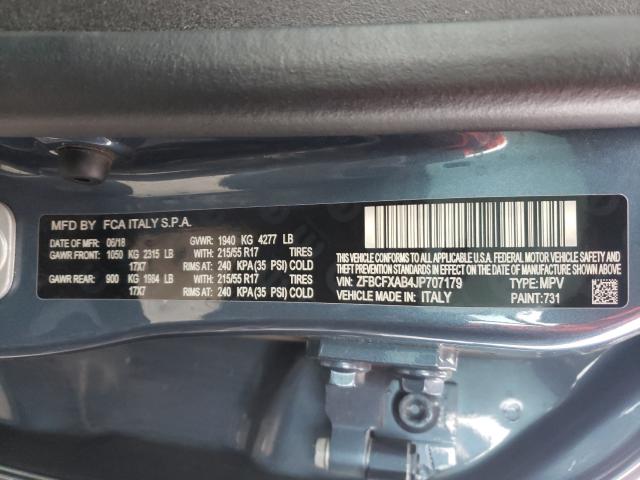 MFD BY FCA ITALY S.P.A.
DATE OF MFR: 06/18 GVWR: 1940 KG 4277 LB
GAWR FRONT: 1050 KG 2315 LB WITH: 215/55 R17 TIRES
17X7 RIMS AT: 240 KPA(35 PSI) COLD
GAWR REAR: 900 KG 1984 LB WITH: 215/55 R17 TIRES
17X7 RIMS AT: 240 KPA(35 PSI) COLD
THIS VEHICLE CONFORMS TO ALL APPLICABLE U.S.A. FEDERAL MOTOR VEHICLE SAFETY
AND THEFT PREVENTION STANDARDS IN EFFECT ON THE DATE OF MANUFACTURE SHOWN ABOVE.
VIN: ZFBCFXAB4JP707179 TYPE: MPV
VEHICLE MADE IN: ITALY PAINT: 731